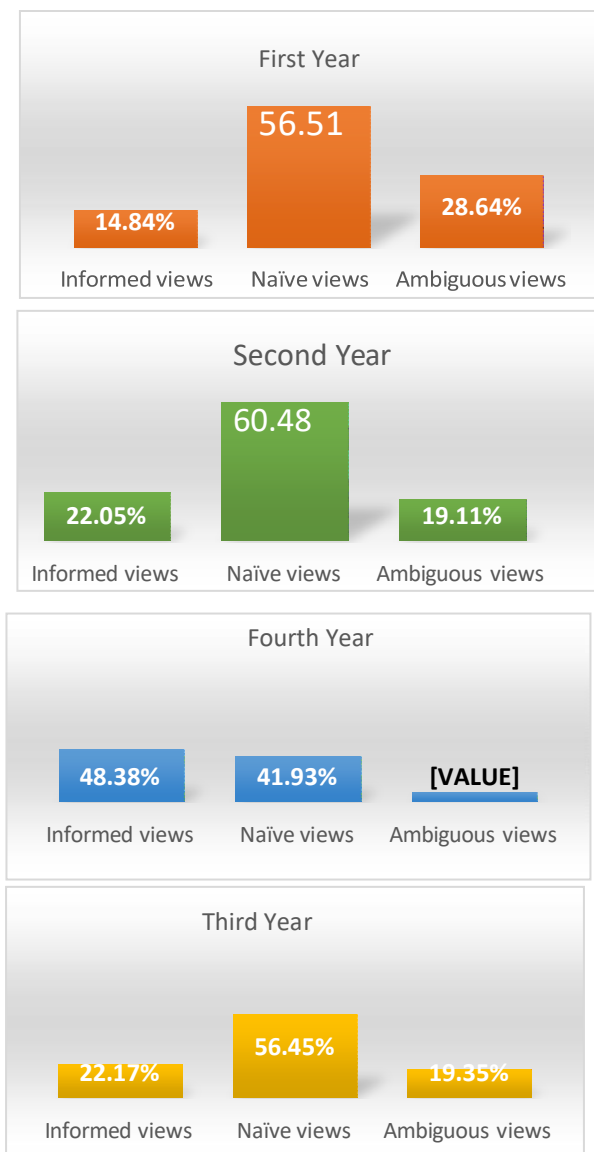 First Year
56.51
14.84%
28.64%
Informed views Naïve views Ambiguous views
Second Year
60.48
22.05%
19.11%
Informed views Naïve views Ambiguous views
Fourth Year
48.38% 41.93% [VALUE]
Informed views Naïve views Ambiguous views
Third Year
56.45%
22.17%
19.35%
Informed views Naïve views Ambiguous views